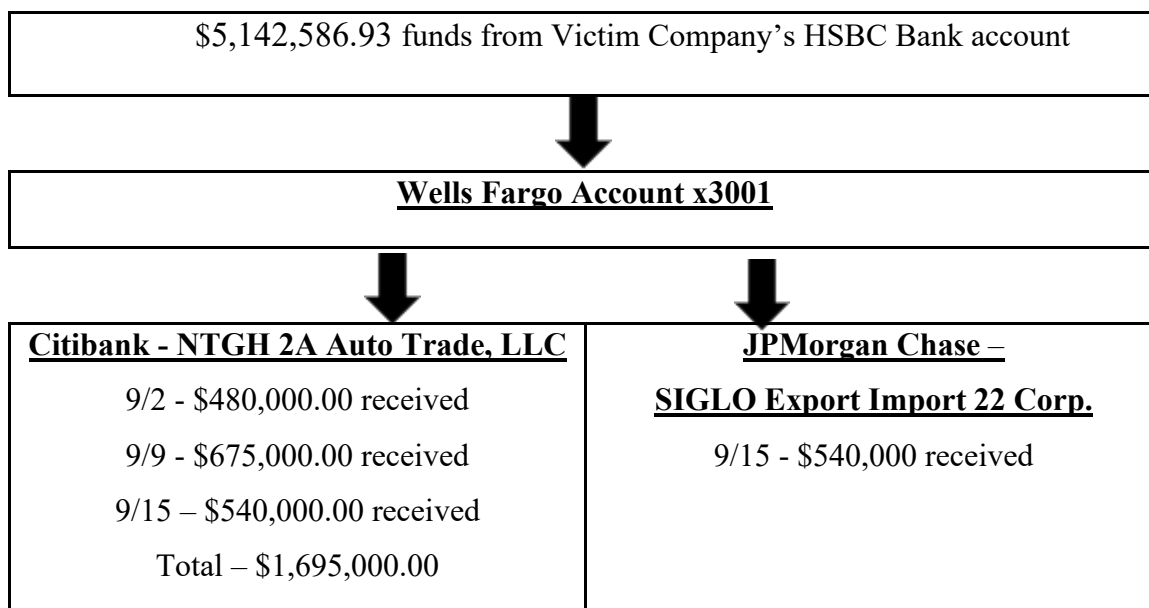 $5,142,586.93 funds from Victim Company’s HSBC Bank account
Wells Fargo Account x3001
Citibank - NTGH 2A Auto Trade, LLC
9/2 - $480,000.00 received
9/9 - $675,000.00 received
9/15 – $540,000.00 received
Total – $1,695,000.00
JPMorgan Chase –
SIGLO Export Import 22 Corp.
9/15 - $540,000 received